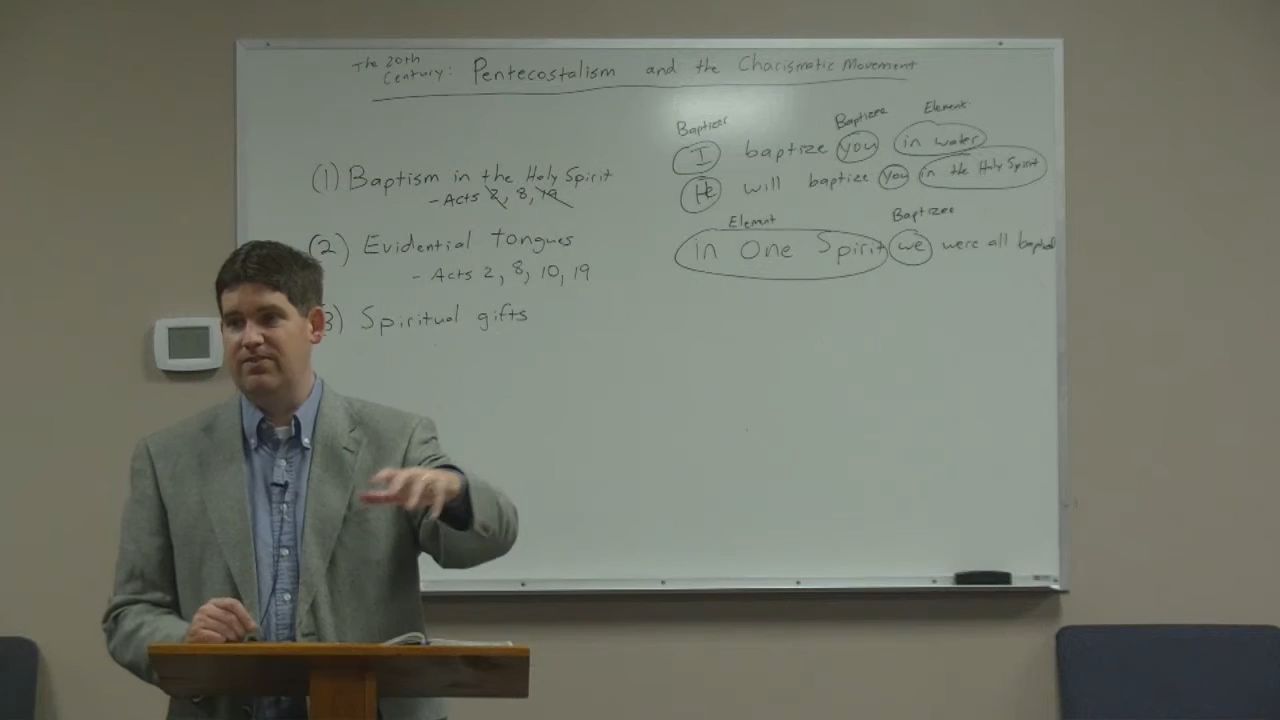 The 20th
Century: Pentecostalism and the Charismatic Movement
(1) Baptism in the Holy Spirit
- Acts 2, 8, 19
(2) Evidential tongues
- Acts 2, 8, 10, 19
3) Spiritual gifts
Baptizer Baptizee Element
I baptize you in water
He will baptize you in the Holy Spirit
Element Baptizee
in One Spirit we were all baptized